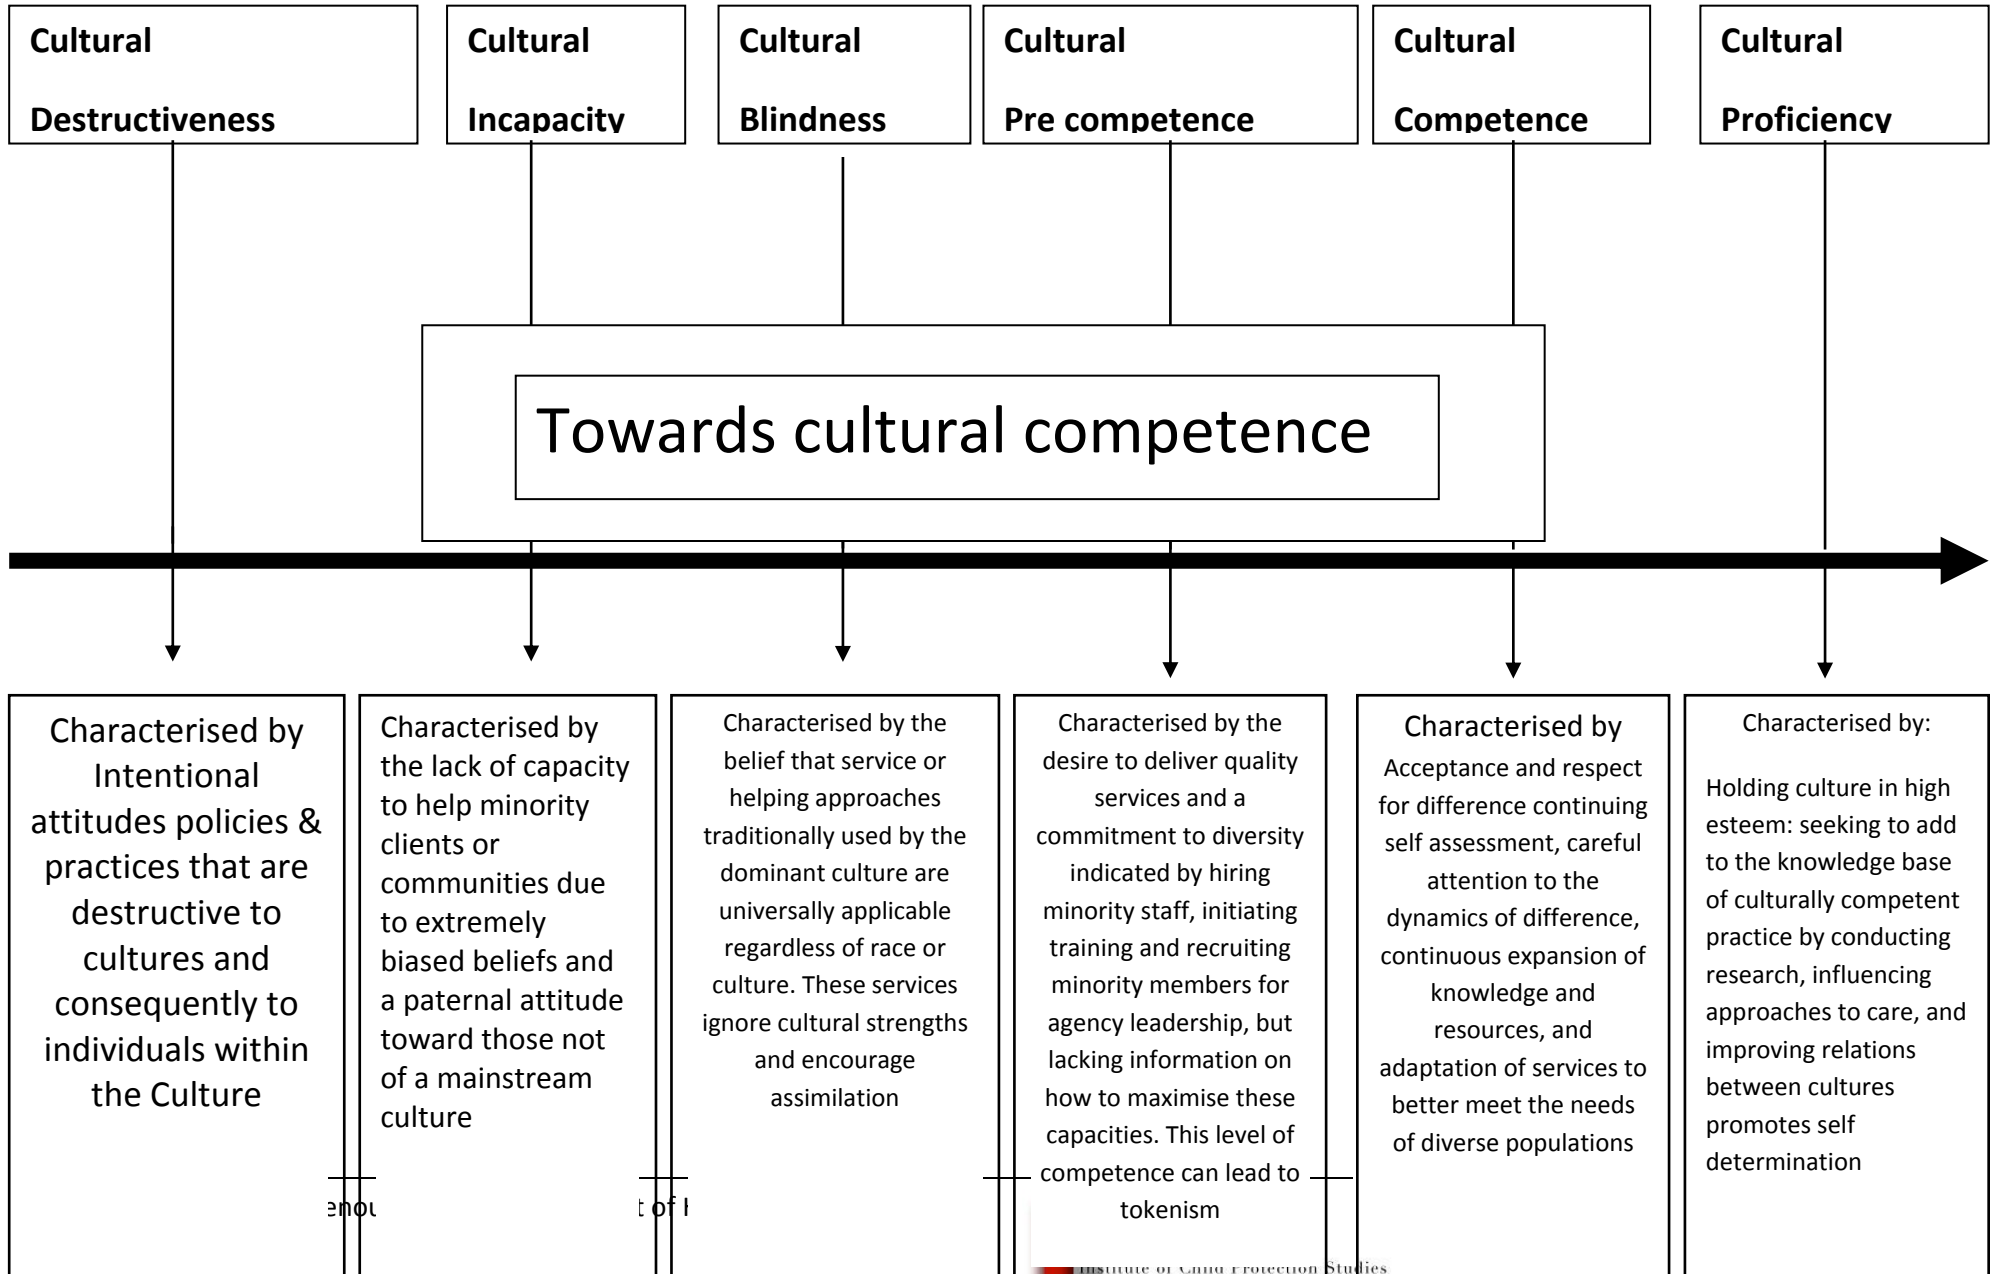 Cultural
Destructiveness
Cultural
Incapacity
Cultural
Blindness
Cultural
Pre competence
Cultural
Competence
Cultural
Proficiency
Towards cultural competence
Characterised by
Intentional
attitudes policies &
practices that are
destructive to
cultures and
consequently to
individuals within
the Culture
Characterised by
the lack of capacity
to help minority
clients or
communities due
to extremely
biased beliefs and
a paternal attitude
toward those not
of a mainstream
culture
Characterised by the
belief that service or
helping approaches
traditionally used by the
dominant culture are
universally applicable
regardless of race or
culture. These services
ignore cultural strengths
and encourage
assimilation
Characterised by the
desire to deliver quality
services and a
commitment to diversity
indicated by hiring
minority staff, initiating
training and recruiting
minority members for
agency leadership, but
lacking information on
how to maximise these
capacities. This level of
competence can lead to
tokenism
Characterised by
Acceptance and respect
for difference continuing
self assessment, careful
attention to the
dynamics of difference,
continuous expansion of
knowledge and
resources, and
adaptation of services to
better meet the needs
of diverse populations
Characterised by:
Holding culture in high
esteem: seeking to add
to the knowledge base
of culturally competent
practice by conducting
research, influencing
approaches to care, and
improving relations
between cultures
promotes self
determination
of
Institute of Child Protection Studies